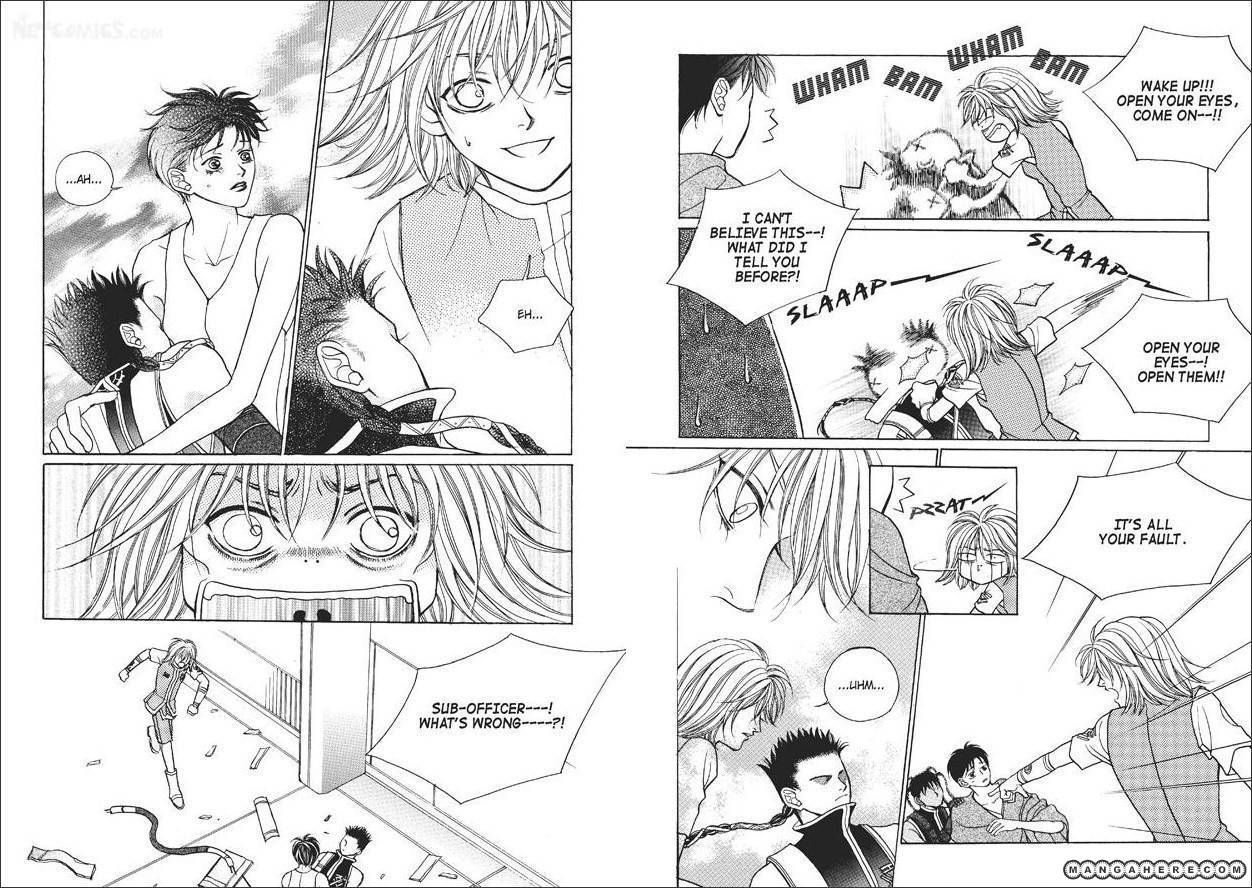 NETCOMICS.COM
...AH...
EH...
SUB-OFFICER---!
WHAT'S WRONG----?!
WHAM
BAM
WHAM
BAM
WAKE UP!!!
OPEN YOUR EYES,
COME ON--!!
I CAN'T
BELIEVE THIS--!
WHAT DID I
TELL YOU
BEFORE?!
SLAAAP
SLAAAP
OPEN YOUR
EYES--!
OPEN THEM!!
PZZAT
IT'S ALL
YOUR FAULT.
...UHM...
MANGAHERE.COM